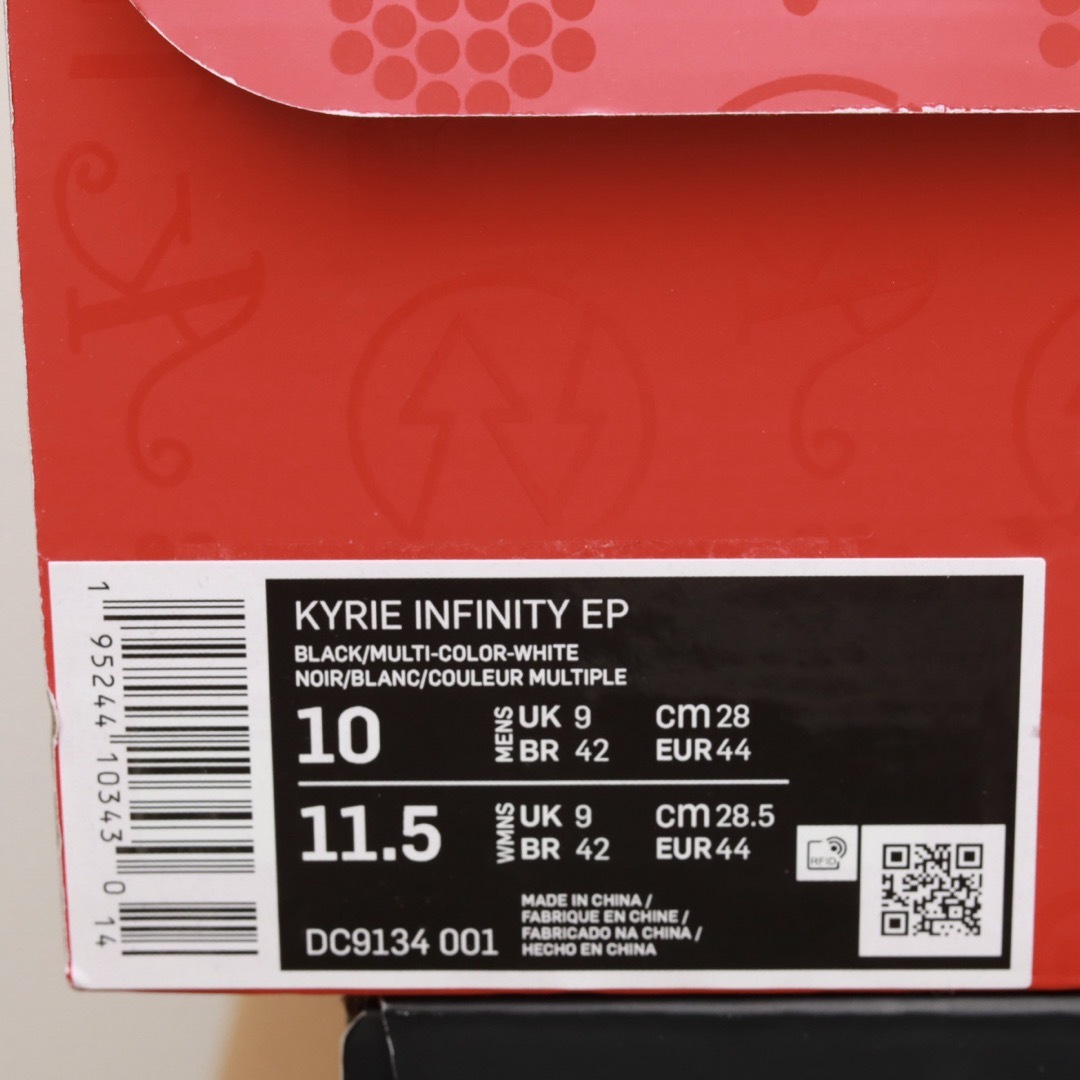 KYRIE INFINITY EP
BLACK/MULTI-COLOR-WHITE
NOIR/BLANC/COULEUR MULTIPLE
10 MENS UK 9 cm 28
BR 42 EUR 44
11.5 WMNS UK 9 cm 28.5
BR 42 EUR 44
RFID
DC9134 001
MADE IN CHINA /
FABRIQUE EN CHINE /
FABRICADO NA CHINA /
HECHO EN CHINA
1 95244 10343 0 14